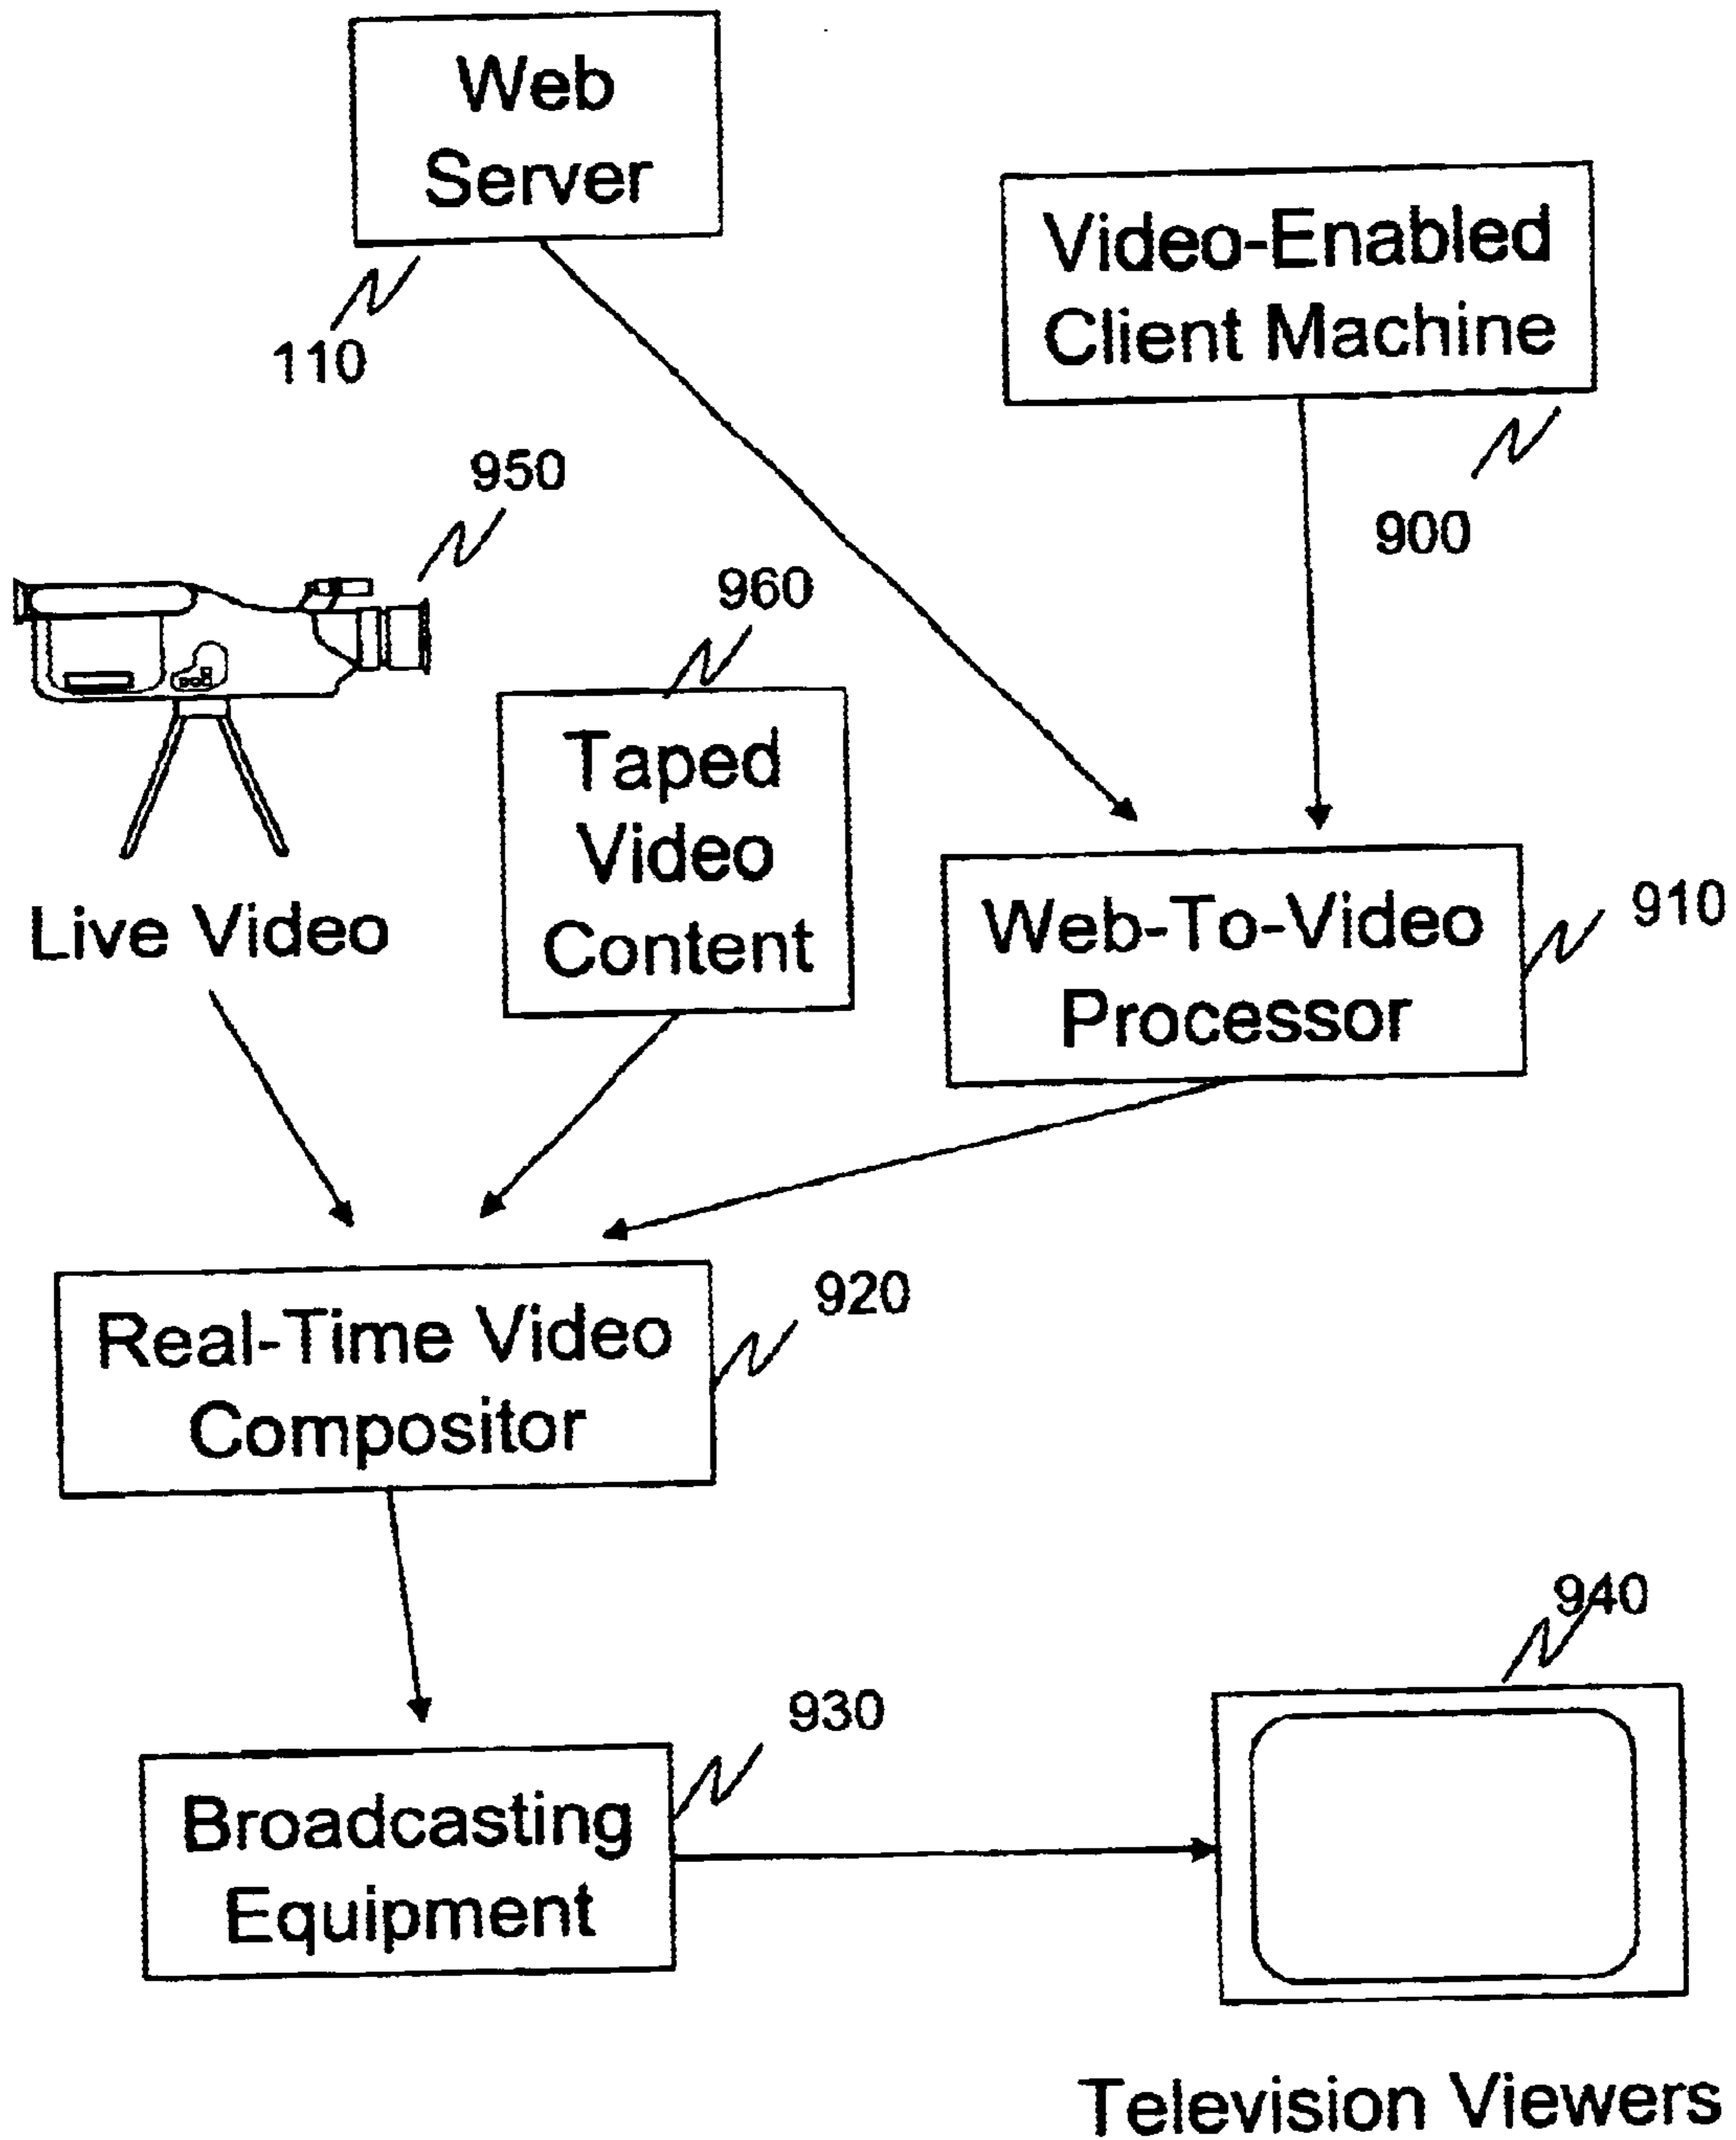 Web
Server
110
Video-Enabled
Client Machine
900
950
Live Video
960
Taped
Video
Content
Web-To-Video
Processor
910
Real-Time Video
Compositor
920
Broadcasting
Equipment
930
940
Television Viewers